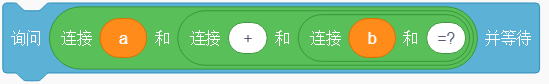 询问 连接 a 和 连接 + 和 连接 b 和 =? 并等待